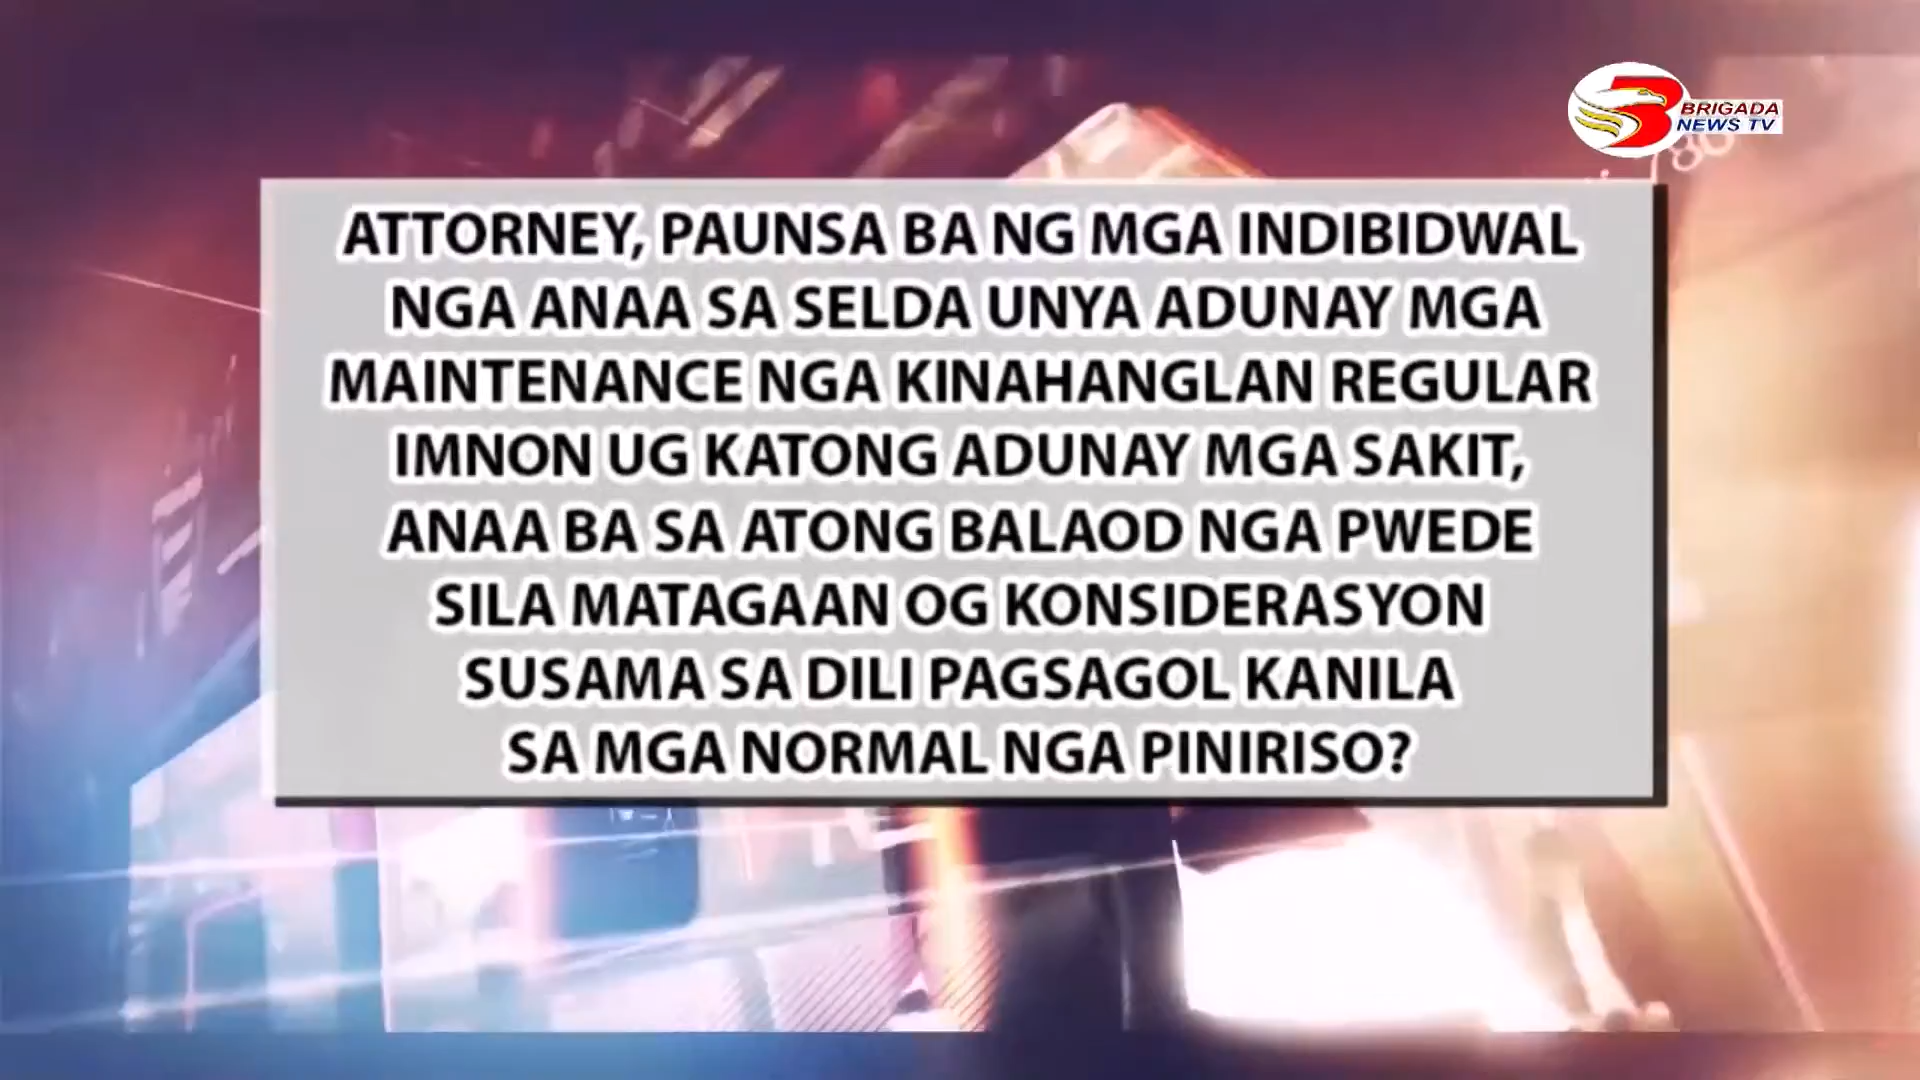 BRIGADA
NEWS TV
ATTORNEY, PAUNSA BA NG MGA INDIBIDWAL
NGA ANAA SA SELDA UNYA ADUNAY MGA
MAINTENANCE NGA KINAHANGLAN REGULAR
IMNON UG KATONG ADUNAY MGA SAKIT,
ANAA BA SA ATONG BALAOD NGA PWEDE
SILA MATAGAAN OG KONSIDERASYON
SUSAMA SA DILI PAGSAGOL KANILA
SA MGA NORMAL NGA PINIRISO?